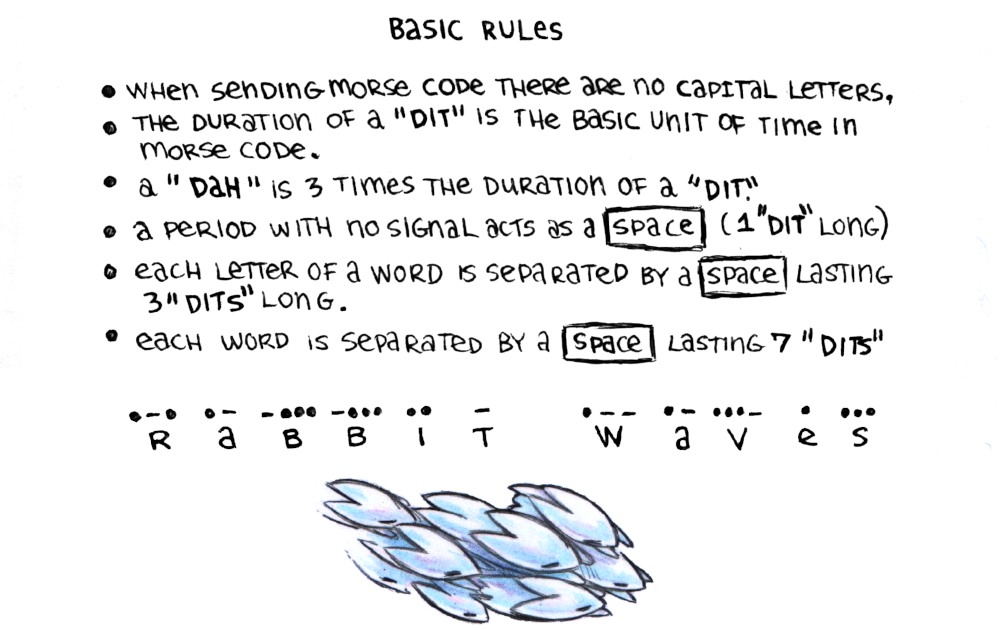 BasIC RULes
• WHen senDING MORSE CODE THERE aRE no CaPITaL LETTERS,
• THE DURATION OF a "DIT" IS THE BasIC UnIT OF TIme In
mORSE CODE.
• a "DaH" is 3 TImes THE DURaTIOn OF a "DIT."
• a PERIOD WITH no SIGnaL aCTS as a space (1 "DIT" LONG)
• eaCH LETTER OF a WORD IS sepaRaTED BY a space LasTING
3 "DITS" LONG.
• eaCH WORD IS sepaRaTED BY a space LasTING 7 "DITS"
•-• •- -••• -••• •• - •-- •- •••- • •••
R a B B I T W a V e S